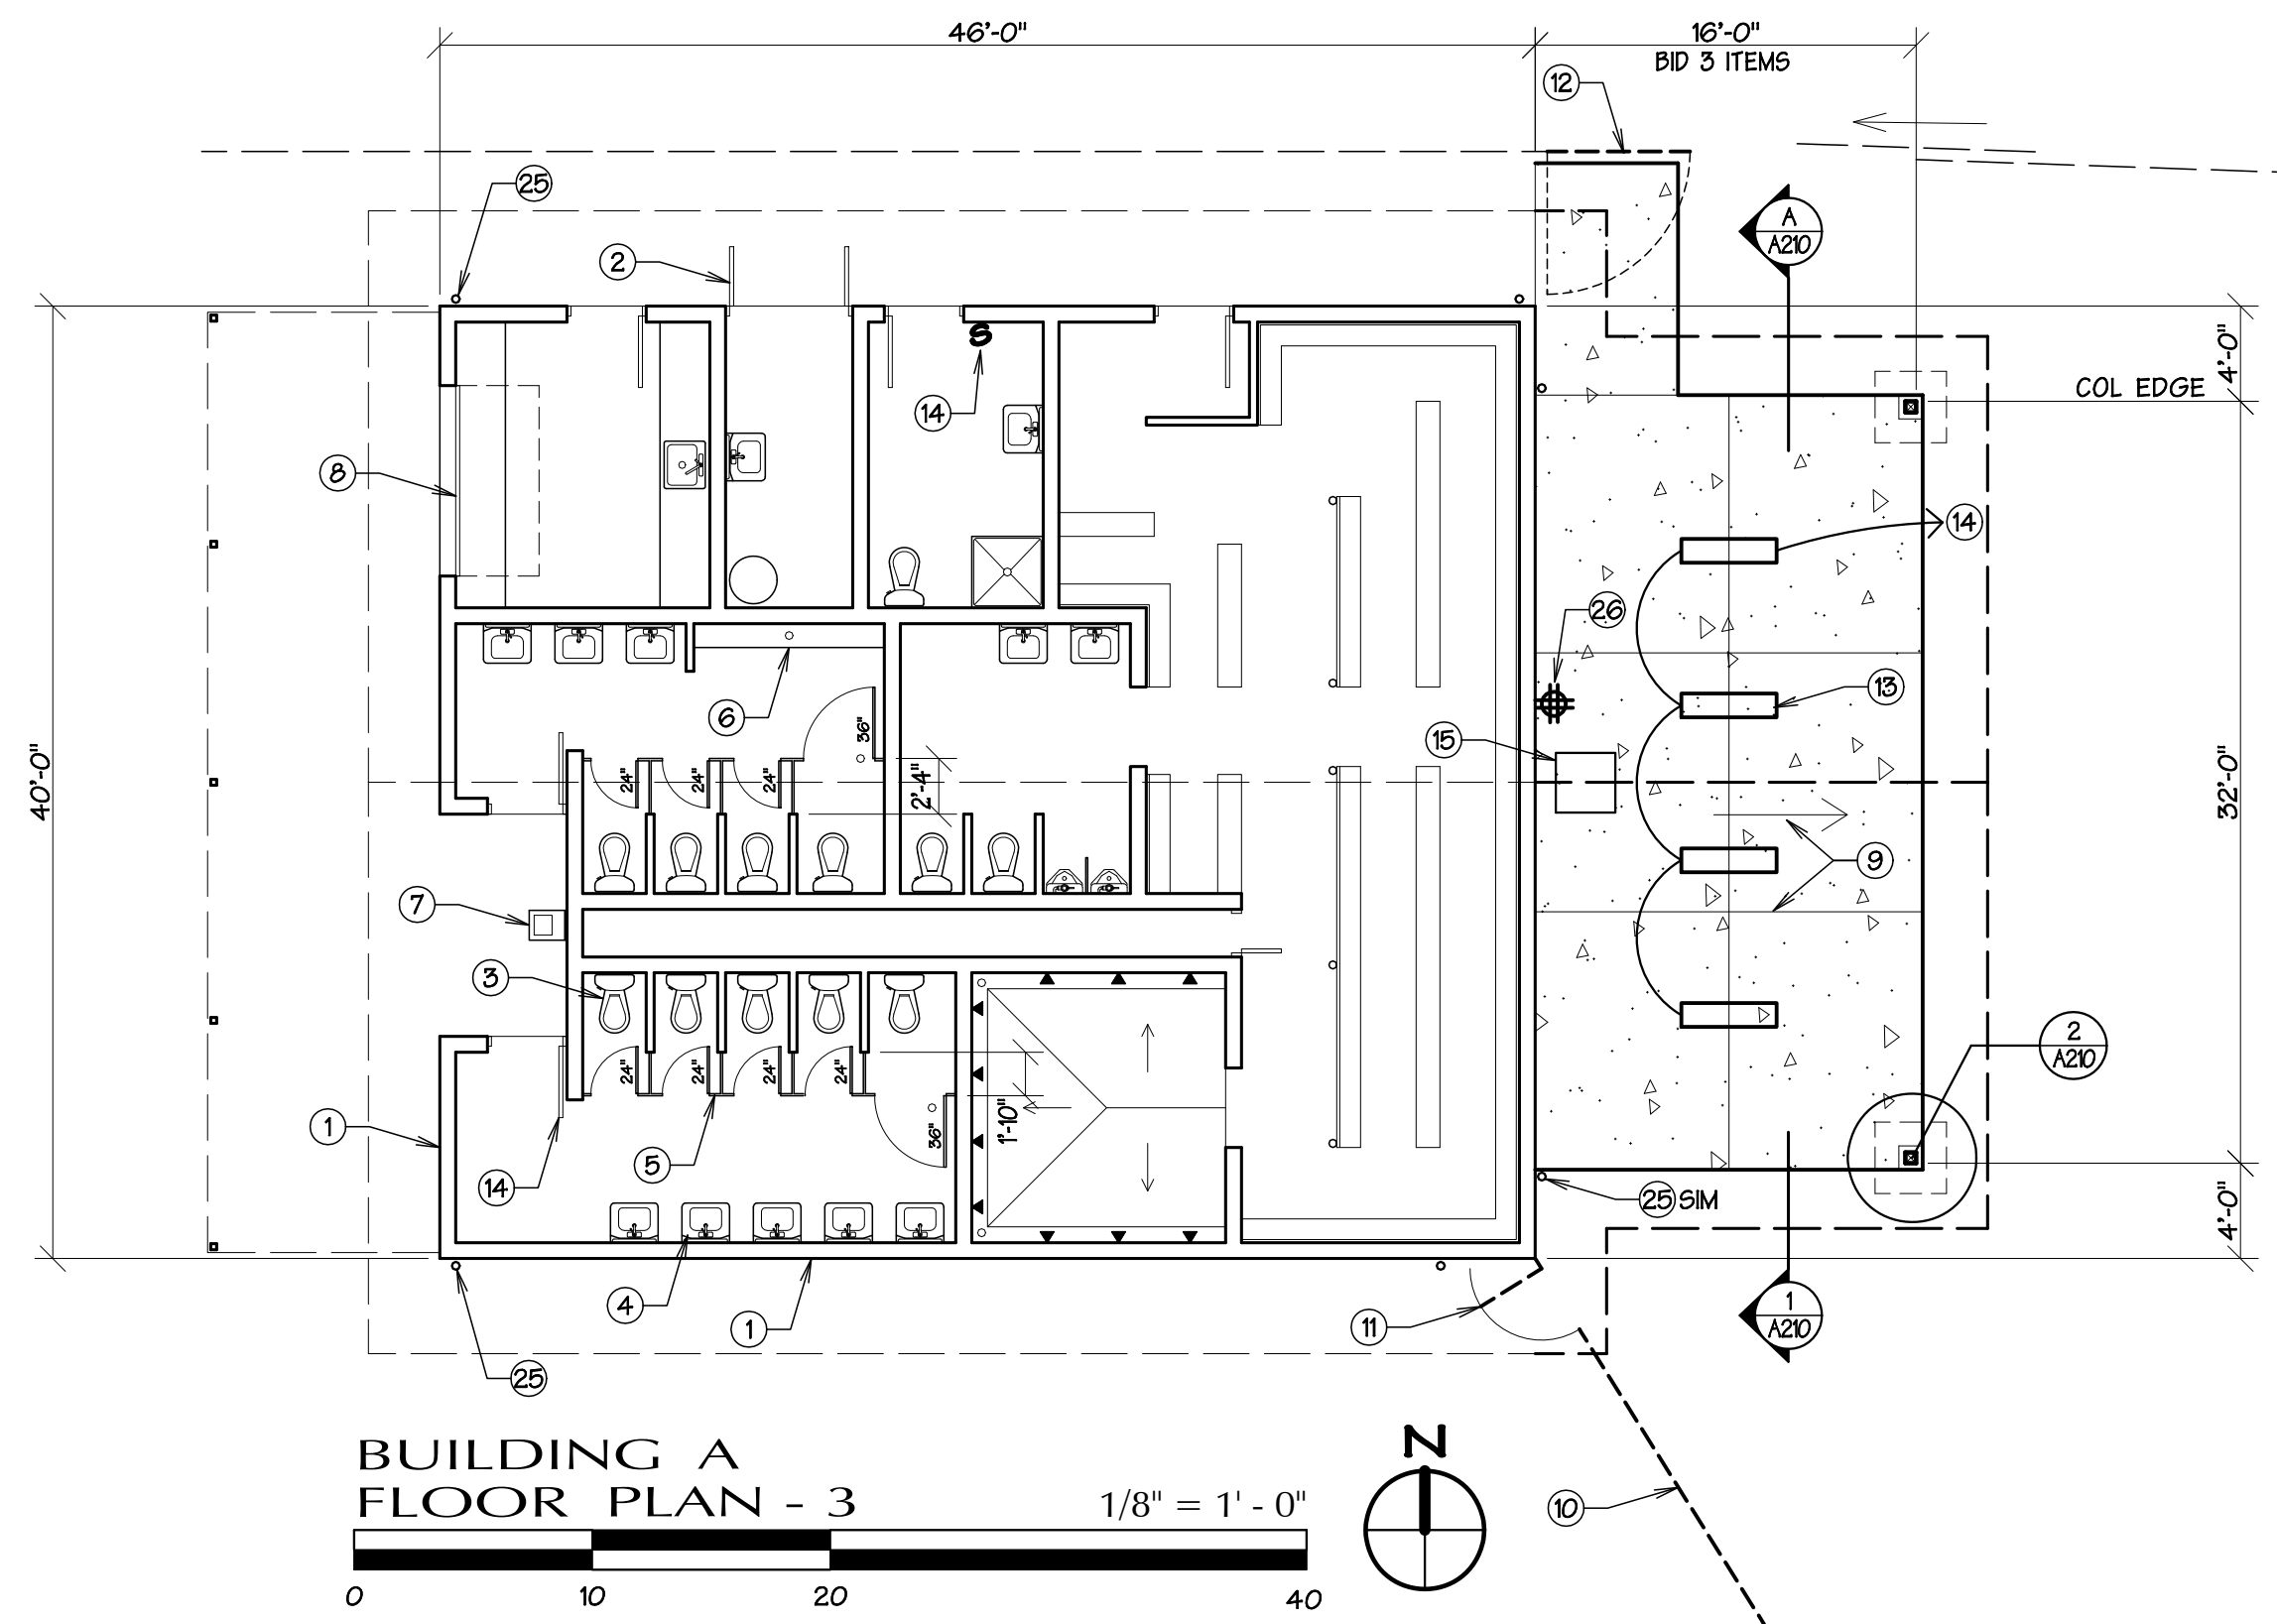 46'-0"
16'-0"
BID 3 ITEMS
12
25
2
A
A210
14
COL EDGE
4'-0"
8
S
14
26
13
6
15
36"
24" 24" 24"
2'-4"
40'-0"
32'-0"
9
7
3
24" 24" 24" 24"
36"
1'-10"
2
A210
1
5
14
25 SIM
4'-0"
4
1
11
1
A210
25
BUILDING A
FLOOR PLAN - 3
1/8" = 1' - 0"
N
10
0 10 20 40